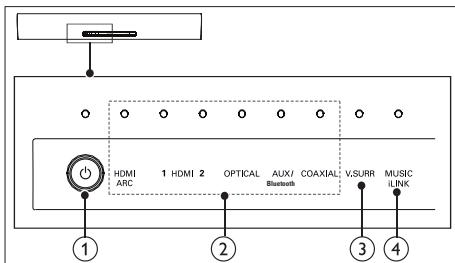 HDMI ARC
1 HDMI 2
OPTICAL
AUX/ Bluetooth
COAXIAL
V.SURR
MUSIC iLINK
1
2
3
4